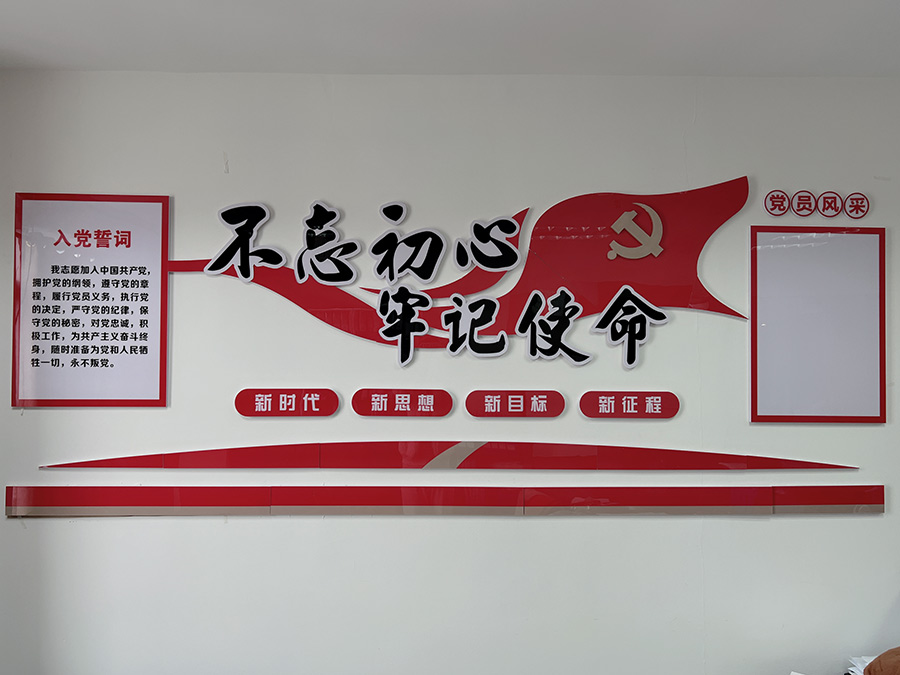 入党誓词
我志愿加入中国共产党，
拥护党的纲领，遵守党的章
程，履行党员义务，执行党
的决定，严守党的纪律，保
守党的秘密，对党忠诚，积
极工作，为共产主义奋斗终
身，随时准备为党和人民牺
牲一切，永不叛党。
不忘初心
牢记使命
新时代
新思想
新目标
新征程
党员风采